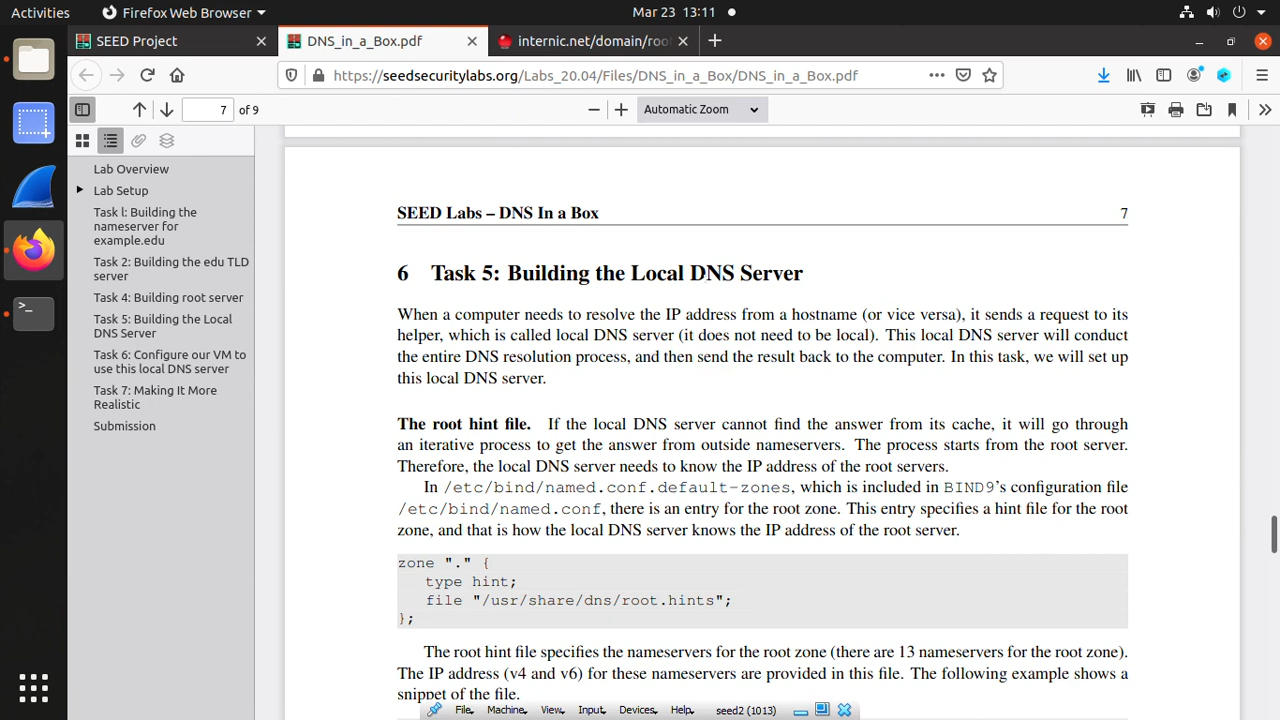 Activities
Firefox Web Browser
Mar 23 13:11
SEED Project
DNS_in_a_Box.pdf
internic.net/domain/roo
https://seedsecuritylabs.org/Labs_20.04/Files/DNS_in_a_Box/DNS_in_a_Box.pdf
7 of 9
Automatic Zoom
Lab Overview
Lab Setup
Task l: Building the
nameserver for
example.edu
Task 2: Building the edu TLD
server
Task 4: Building root server
Task 5: Building the Local
DNS Server
Task 6: Configure our VM to
use this local DNS server
Task 7: Making It More
Realistic
Submission
SEED Labs – DNS In a Box 7
6 Task 5: Building the Local DNS Server
When a computer needs to resolve the IP address from a hostname (or vice versa), it sends a request to its
helper, which is called local DNS server (it does not need to be local). This local DNS server will conduct
the entire DNS resolution process, and then send the result back to the computer. In this task, we will set up
this local DNS server.
The root hint file. If the local DNS server cannot find the answer from its cache, it will go through
an iterative process to get the answer from outside nameservers. The process starts from the root server.
Therefore, the local DNS server needs to know the IP address of the root servers.
In /etc/bind/named.conf.default-zones, which is included in BIND9's configuration file
/etc/bind/named.conf, there is an entry for the root zone. This entry specifies a hint file for the root
zone, and that is how the local DNS server knows the IP address of the root server.
zone "." {
type hint;
file "/usr/share/dns/root.hints";
};
The root hint file specifies the nameservers for the root zone (there are 13 nameservers for the root zone).
The IP address (v4 and v6) for these nameservers are provided in this file. The following example shows a
snippet of the file.
File Machine View Input Devices Help seed2 (1013)